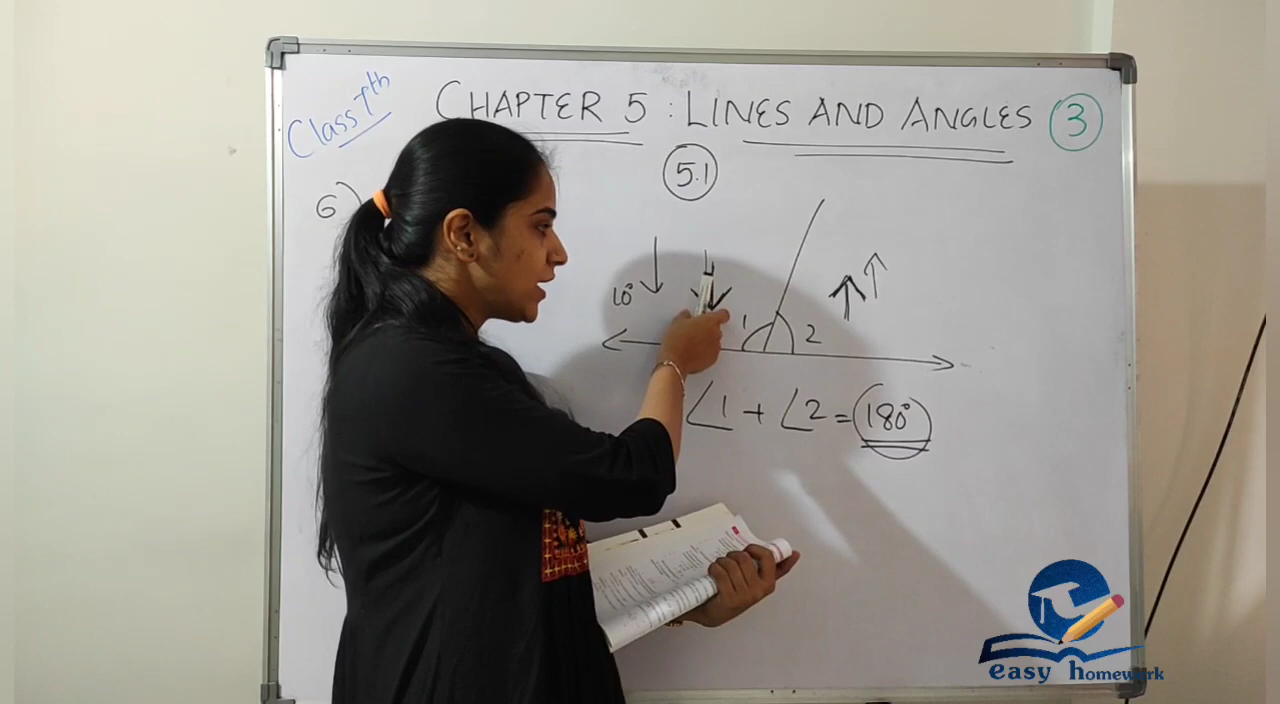 Class 7th
CHAPTER 5 : LINES AND ANGLES 3
5.1
6)
10°
1 2
∠1 + ∠2 = 180°
easy homework